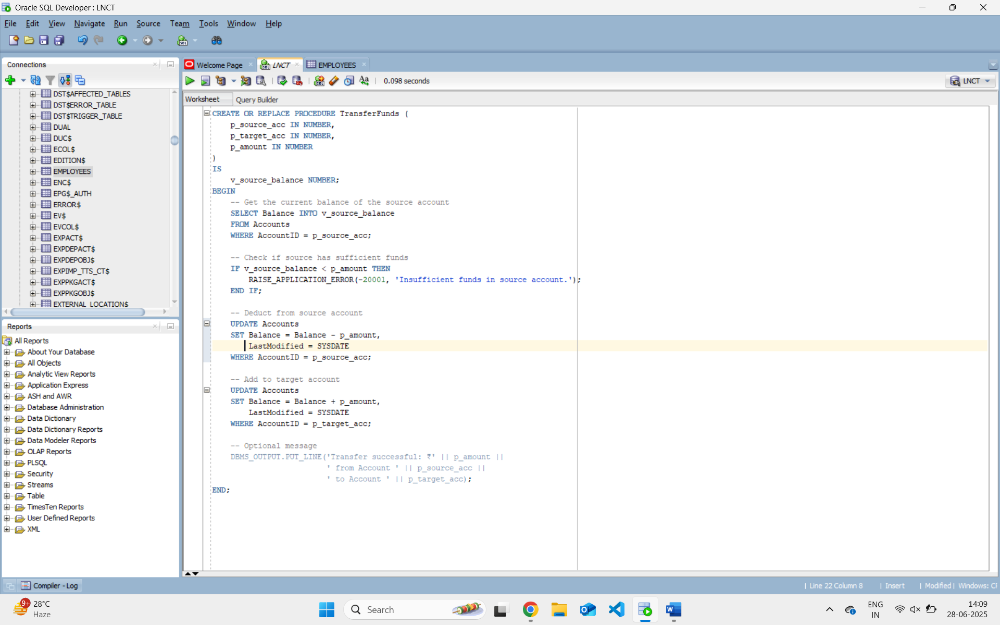 Oracle SQL Developer : LNCT
File Edit View Navigate Run Source Team Tools Window Help
Connections
DST$AFFECTED_TABLES
DST$ERROR_TABLE
DST$TRIGGER_TABLE
DUAL
DUC$
ECOL$
EDITION$
EMPLOYEES
ENC$
EPG$_AUTH
ERROR$
EV$
EVCOL$
EXPACT$
EXPDEPACT$
EXPDEPOBJ$
EXPIMP_TTS_CT$
EXPPKGACT$
EXPPKGOBJ$
EXTERNAL_LOCATION$
Reports
All Reports
About Your Database
All Objects
Analytic View Reports
Application Express
ASH and AWR
Database Administration
Data Dictionary
Data Dictionary Reports
Data Modeler Reports
OLAP Reports
PLSQL
Security
Streams
Table
TimesTen Reports
User Defined Reports
XML
Welcome Page LNCT EMPLOYEES
0.098 seconds LNCT
Worksheet Query Builder
CREATE OR REPLACE PROCEDURE TransferFunds (
    p_source_acc IN NUMBER,
    p_target_acc IN NUMBER,
    p_amount IN NUMBER
)
IS
    v_source_balance NUMBER;
BEGIN
    -- Get the current balance of the source account
    SELECT Balance INTO v_source_balance
    FROM Accounts
    WHERE AccountID = p_source_acc;
    -- Check if source has sufficient funds
    IF v_source_balance < p_amount THEN
        RAISE_APPLICATION_ERROR(-20001, 'Insufficient funds in source account.');
    END IF;
    -- Deduct from source account
    UPDATE Accounts
    SET Balance = Balance - p_amount,
        LastModified = SYSDATE
    WHERE AccountID = p_source_acc;
    -- Add to target account
    UPDATE Accounts
    SET Balance = Balance + p_amount,
        LastModified = SYSDATE
    WHERE AccountID = p_target_acc;
    -- Optional message
    DBMS_OUTPUT.PUT_LINE('Transfer successful: ₹' || p_amount ||
                         ' from Account ' || p_source_acc ||
                         ' to Account ' || p_target_acc);
END;
Compiler - Log
| Line 22 Column 8 | Insert | Modified | Windows: CF
9+ 28°C
Haze
SQL
Search
ENG
IN
14:09
28-06-2025